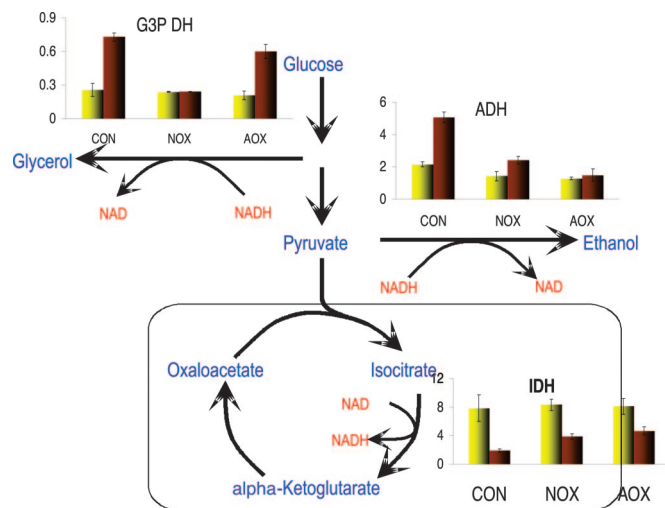 G3P DH
0.9
0.6
0.3
0
CON NOX AOX
Glucose
ADH
6
4
2
0
CON NOX AOX
Glycerol
NAD NADH
Pyruvate
Ethanol
NADH NAD
Oxaloacetate
Isocitrate
NAD
NADH
alpha-Ketoglutarate
IDH
12
8
4
0
CON NOX AOX